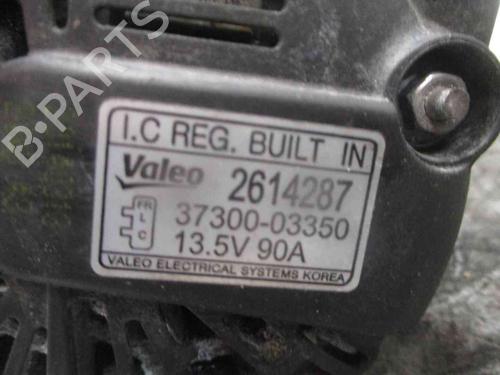 B-PARTS
I.C REG. BUILT IN
Valeo 2614287
FR
L
C
37300-03350
13.5V 90A
VALEO ELECTRICAL SYSTEMS KOREA